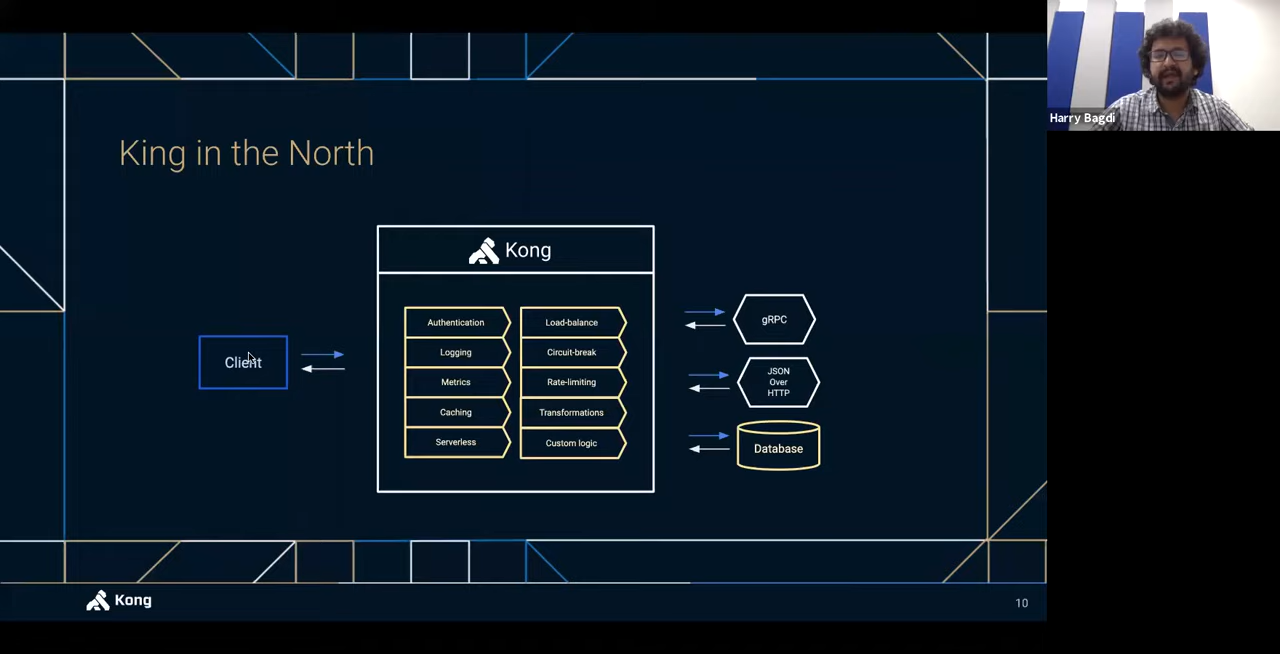 Harry Bagdi
King in the North
Kong
Client
Authentication
Logging
Metrics
Caching
Serverless
Load-balance
Circuit-break
Rate-limiting
Transformations
Custom logic
gRPC
JSON
Over
HTTP
Database
Kong
10